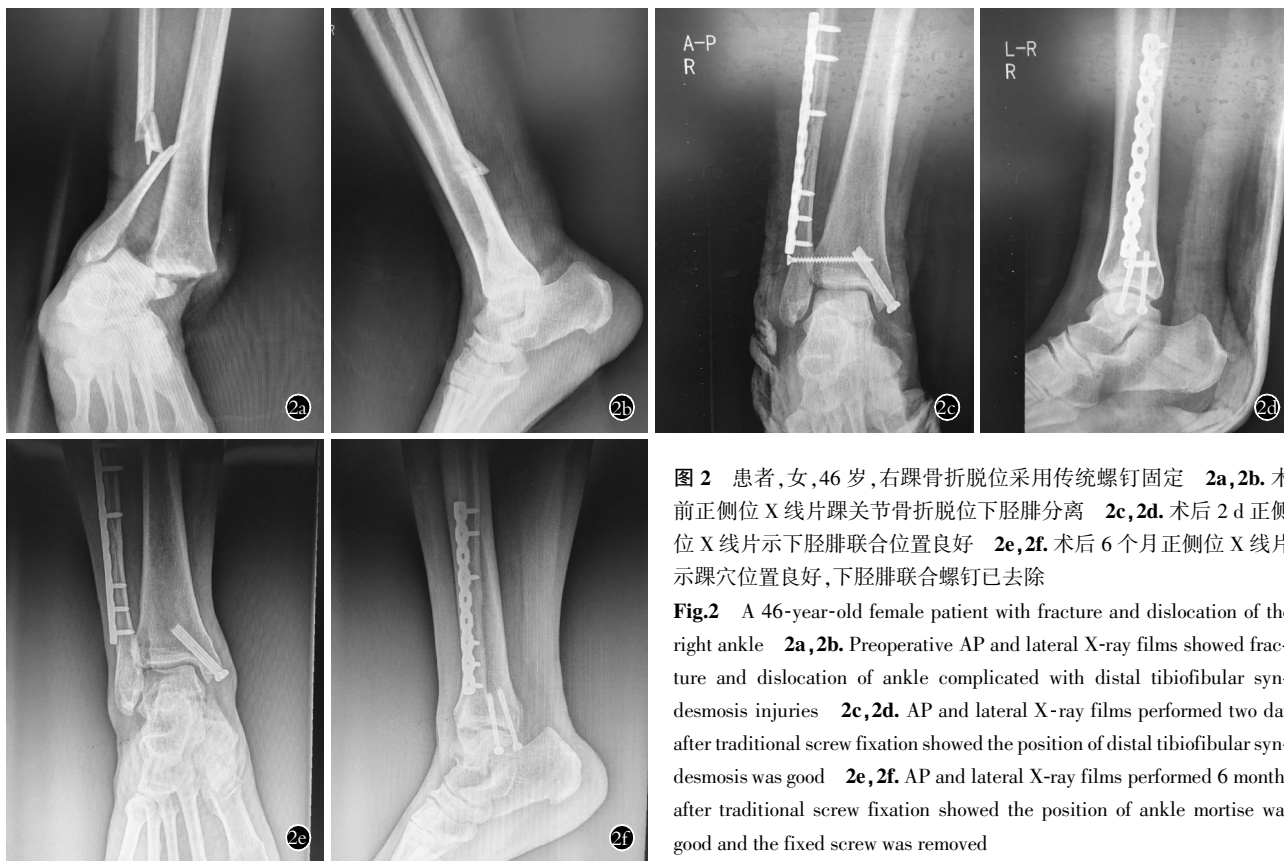 R
A-P
R
L-R
R
2a
2b
2c
2d
2e
2f
图 2 患者,女,46 岁,右踝骨折脱位采用传统螺钉固定 2a,2b. 术
前正侧位 X 线片踝关节骨折脱位下胫腓分离 2c,2d. 术后 2 d 正侧
位 X 线片示下胫腓联合位置良好 2e,2f. 术后 6 个月正侧位 X 线片
示踝穴位置良好,下胫腓联合螺钉已去除
Fig.2 A 46-year-old female patient with fracture and dislocation of the
right ankle 2a,2b. Preoperative AP and lateral X-ray films showed frac-
ture and dislocation of ankle complicated with distal tibiofibular syn-
desmosis injuries 2c,2d. AP and lateral X-ray films performed two da
after traditional screw fixation showed the position of distal tibiofibular syn-
desmosis was good 2e,2f. AP and lateral X-ray films performed 6 month
after traditional screw fixation showed the position of ankle mortise wa
good and the fixed screw was removed